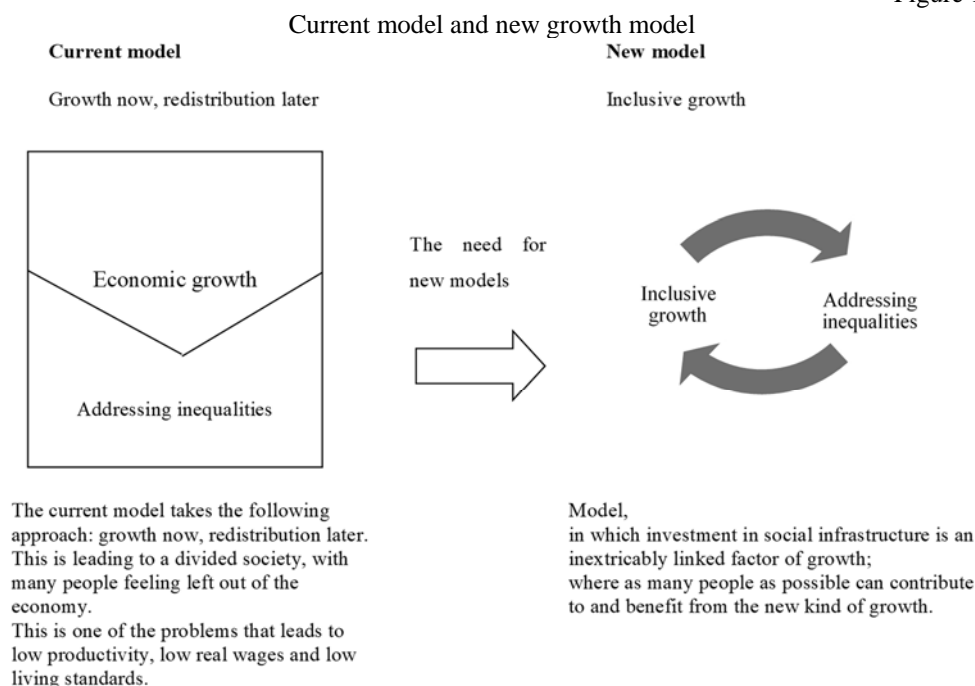 Figure
Current model and new growth model
Current model
New model
Growth now, redistribution later
Inclusive growth
Economic growth
Addressing inequalities
The need for
new models
Inclusive
growth
Addressing
inequalities
The current model takes the following
approach: growth now, redistribution later.
This is leading to a divided society, with
many people feeling left out of the
economy.
This is one of the problems that leads to
low productivity, low real wages and low
living standards.
Model,
in which investment in social infrastructure is an
inextricably linked factor of growth;
where as many people as possible can contribute
to and benefit from the new kind of growth.